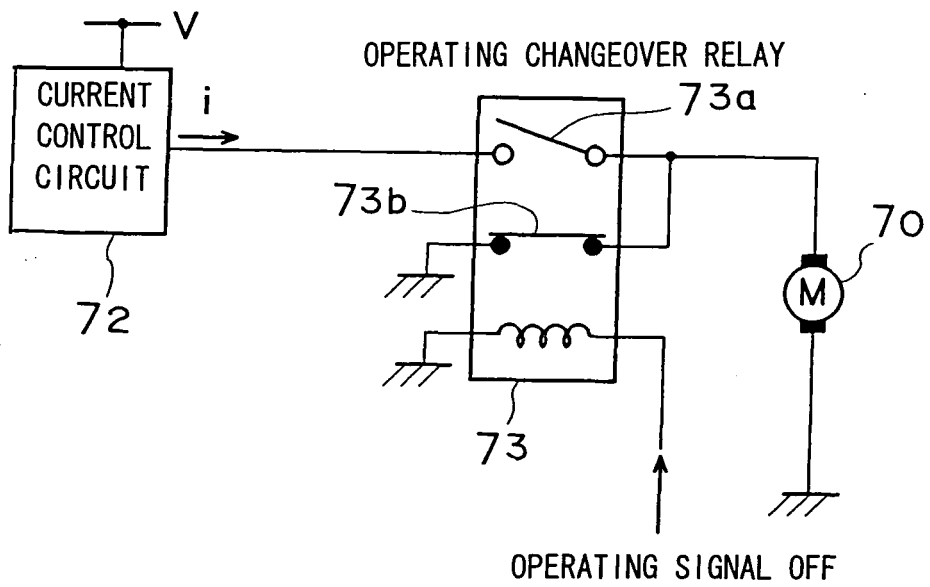 V
OPERATING CHANGEOVER RELAY
CURRENT
CONTROL
CIRCUIT
i
73a
73b
70
M
72
73
OPERATING SIGNAL OFF